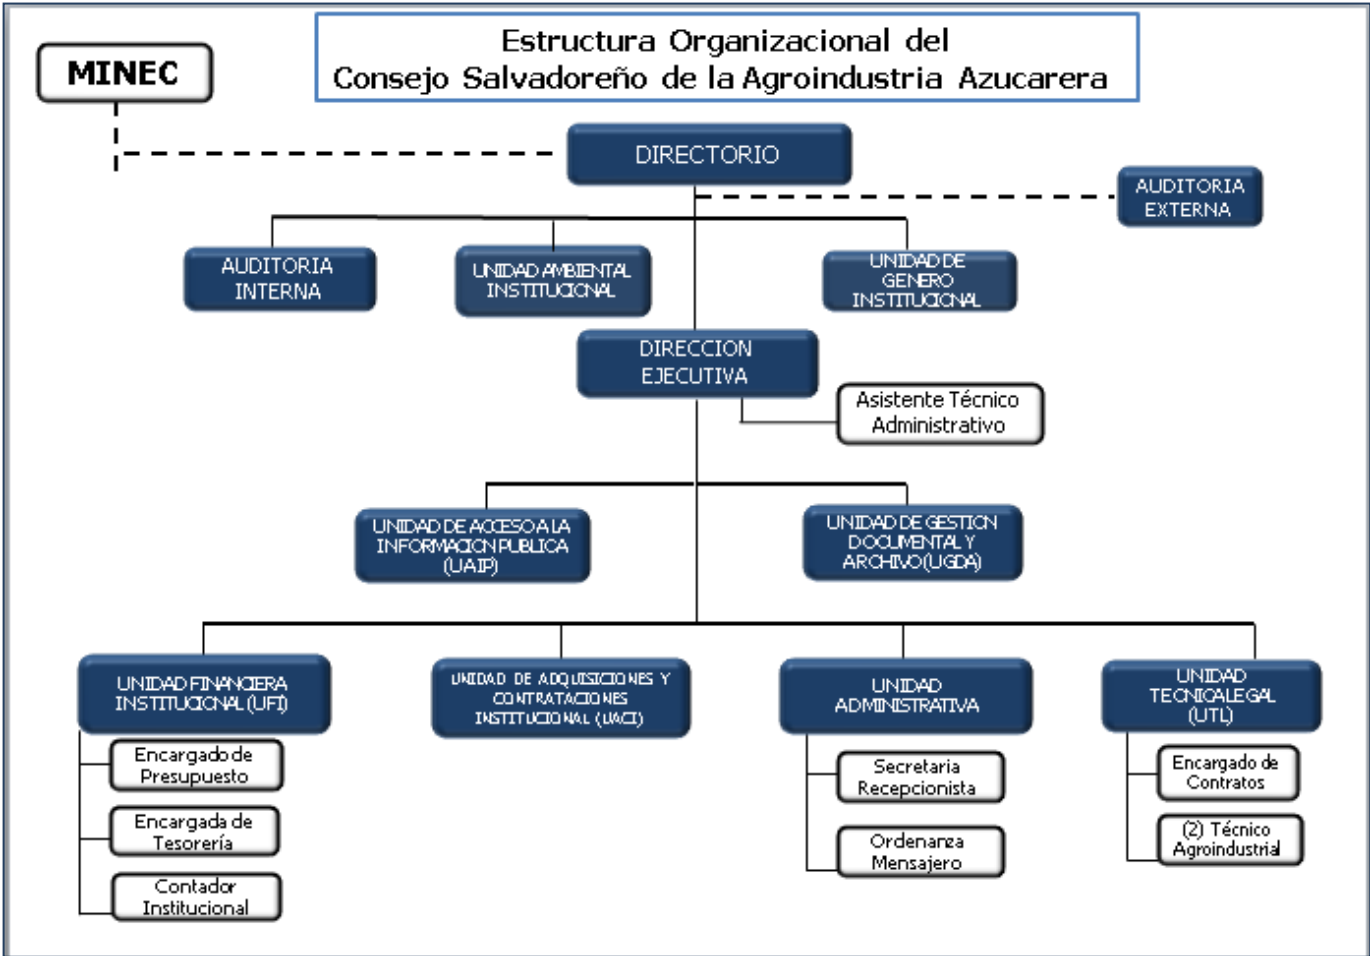 MINEC
Estructura Organizacional del
Consejo Salvadoreño de la Agroindustria Azucarera
DIRECTORIO
AUDITORIA
EXTERNA
AUDITORIA
INTERNA
UNIDAD AMBIENTAL
INSTITUCIONAL
UNIDAD DE
GENERO
INSTITUCIONAL
DIRECCION
EJECUTIVA
Asistente Técnico
Administrativo
UNIDAD DE ACCESO A LA
INFORMACION PUBLICA
(UAIP)
UNIDAD DE GESTION
DOCUMENTAL Y
ARCHIVO (UGDA)
UNIDAD FINANCIERA
INSTITUCIONAL (UFI)
UNIDAD DE ADQUISICIONES Y
CONTRATACIONES
INSTITUCIONAL (UACI)
UNIDAD
ADMINISTRATIVA
UNIDAD
TECNICA LEGAL
(UTL)
Encargado de
Presupuesto
Encargada de
Tesorería
Contador
Institucional
Secretaria
Recepcionista
Ordenanza
Mensajero
Encargado de
Contratos
(2) Técnico
Agroindustrial